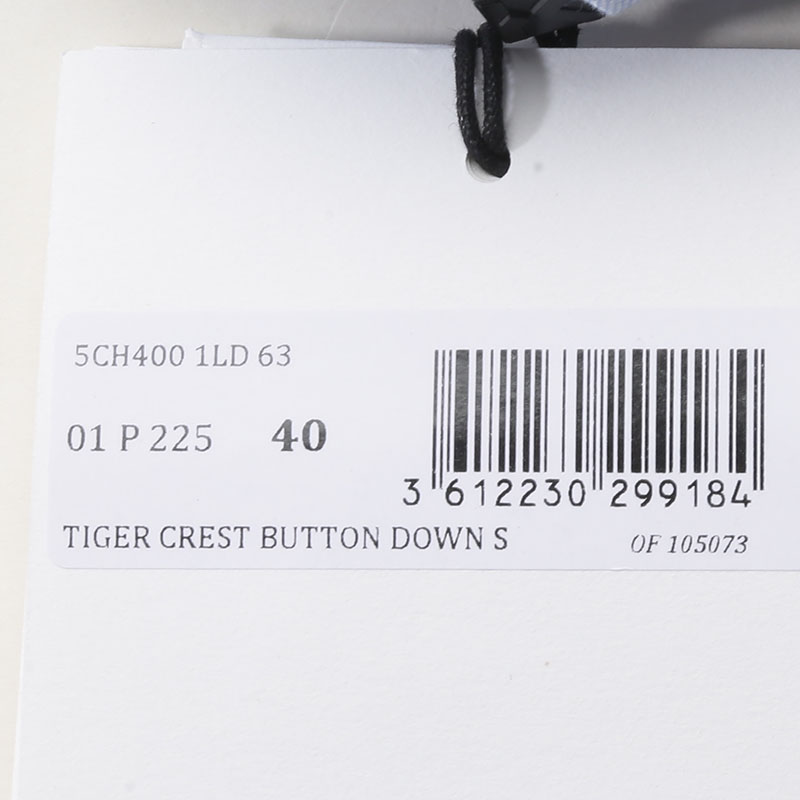 5CH400 1LD 63
01 P 225 40
3 612230 299184
TIGER CREST BUTTON DOWN S
OF 105073